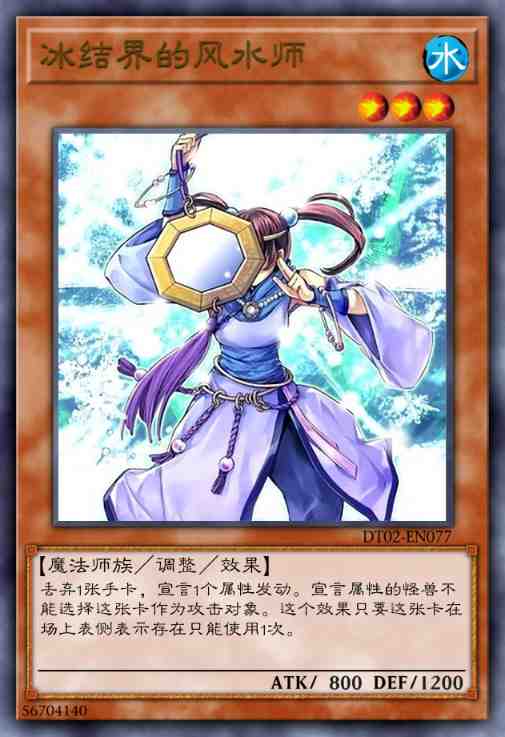 冰结界的风水师
水
DT02-EN077
【魔法师族／调整／效果】
去弃1张手卡，宣言1个属性发动。宣言属性的怪兽不
能选择这张卡作为攻击对象。这个效果只要这张卡在
场上表侧表示存在只能使用1次。
ATK/ 800 DEF/1200
56704140